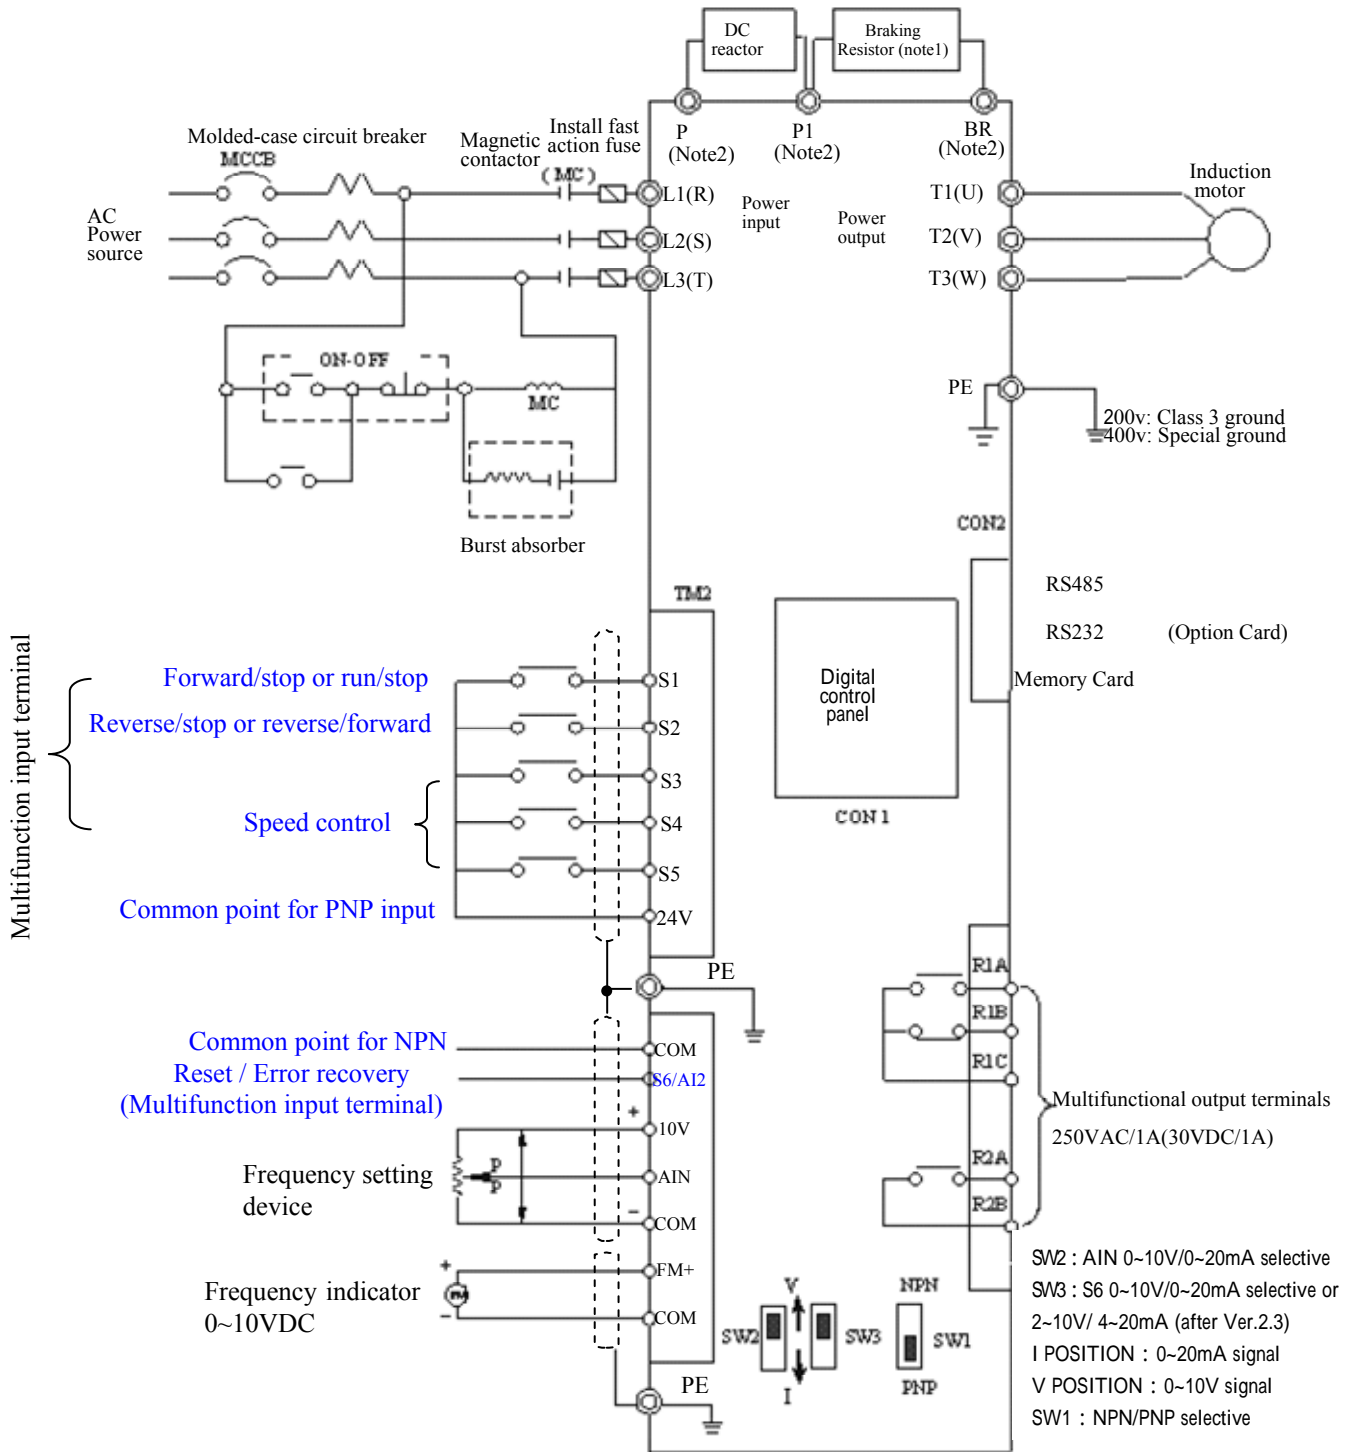 DC
reactor
Braking
Resistor (note1)
P
(Note2)
P1
(Note2)
BR
(Note2)
Molded-case circuit breaker
MCCB
Magnetic
contactor
(MC)
Install fast
action fuse
AC
Power
source
L1(R)
L2(S)
L3(T)
Power
input
Power
output
T1(U)
T2(V)
T3(W)
Induction
motor
ON-OFF
MC
Burst absorber
PE
200v: Class 3 ground
400v: Special ground
CON2
RS485
RS232 (Option Card)
Memory Card
TM2
Digital
control
panel
CON1
Multifunction input terminal
Forward/stop or run/stop
S1
Reverse/stop or reverse/forward
S2
S3
Speed control
S4
S5
Common point for PNP input
24V
PE
Common point for NPN
COM
Reset / Error recovery
(Multifunction input terminal)
S6/AI2
+
10V
Frequency setting
device
P
P
AIN
−
COM
Frequency indicator
0~10VDC
+
FM
−
FM+
COM
PE
R1A
R1B
R1C
R2A
R2B
Multifunctional output terminals
250VAC/1A(30VDC/1A)
V
SW2
SW3
I
NPN
SW1
PNP
SW2 : AIN 0~10V/0~20mA selective
SW3 : S6 0~10V/0~20mA selective or
2~10V/ 4~20mA (after Ver.2.3)
I POSITION : 0~20mA signal
V POSITION : 0~10V signal
SW1 : NPN/PNP selective